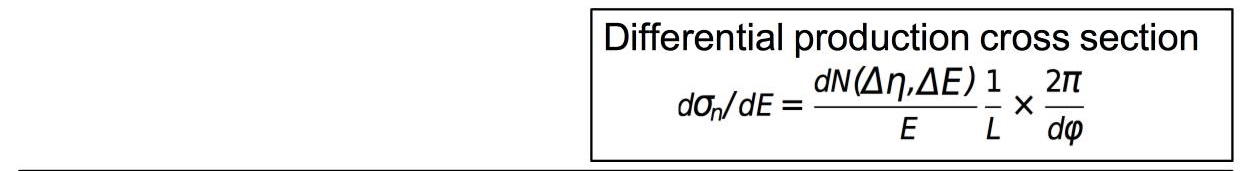 Differential production cross section
dσₙ/dE = dN(Δη,ΔE)/E 1/L × 2π/dφ